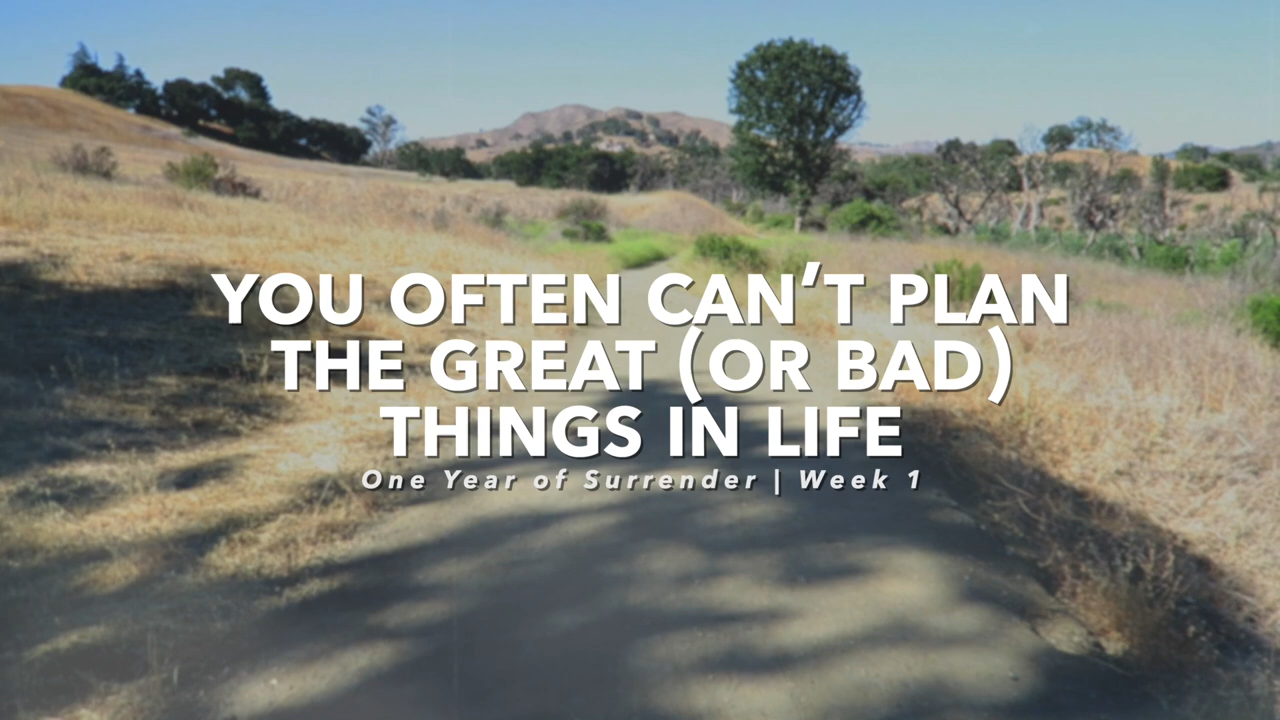 YOU OFTEN CAN’T PLAN
THE GREAT (OR BAD)
THINGS IN LIFE
One Year of Surrender | Week 1